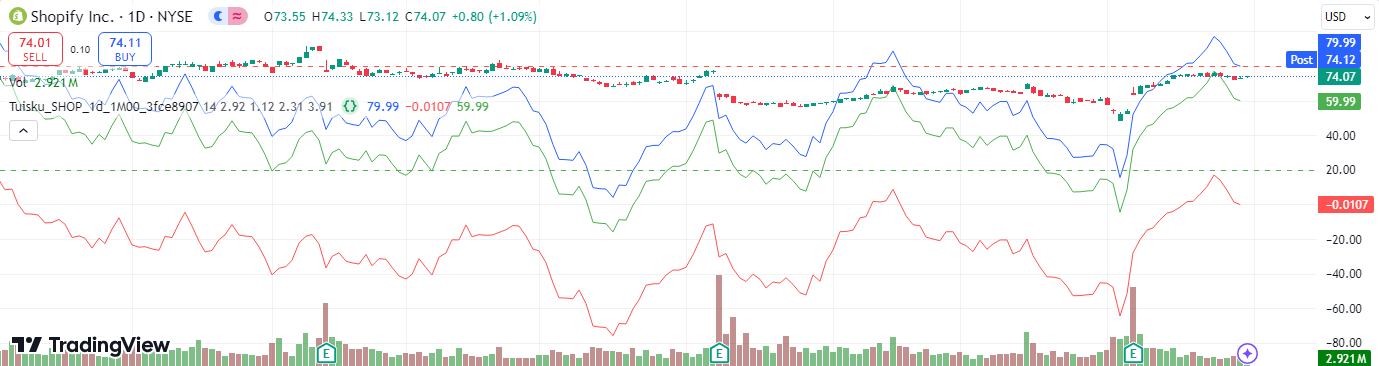 Shopify Inc. · 1D · NYSE O73.55 H74.33 L73.12 C74.07 +0.80 (+1.09%)
USD
74.01
SELL
0.10
74.11
BUY
Vol 2.921 M
Tuisku_SHOP_1d_1M00_3fce8907 14 2.92 1.12 2.31 3.91 {} 79.99 −0.0107 59.99
79.99
Post 74.12
74.07
59.99
40.00
20.00
−0.0107
−20.00
−40.00
−60.00
−80.00
2.921 M
E
E
E
TradingView